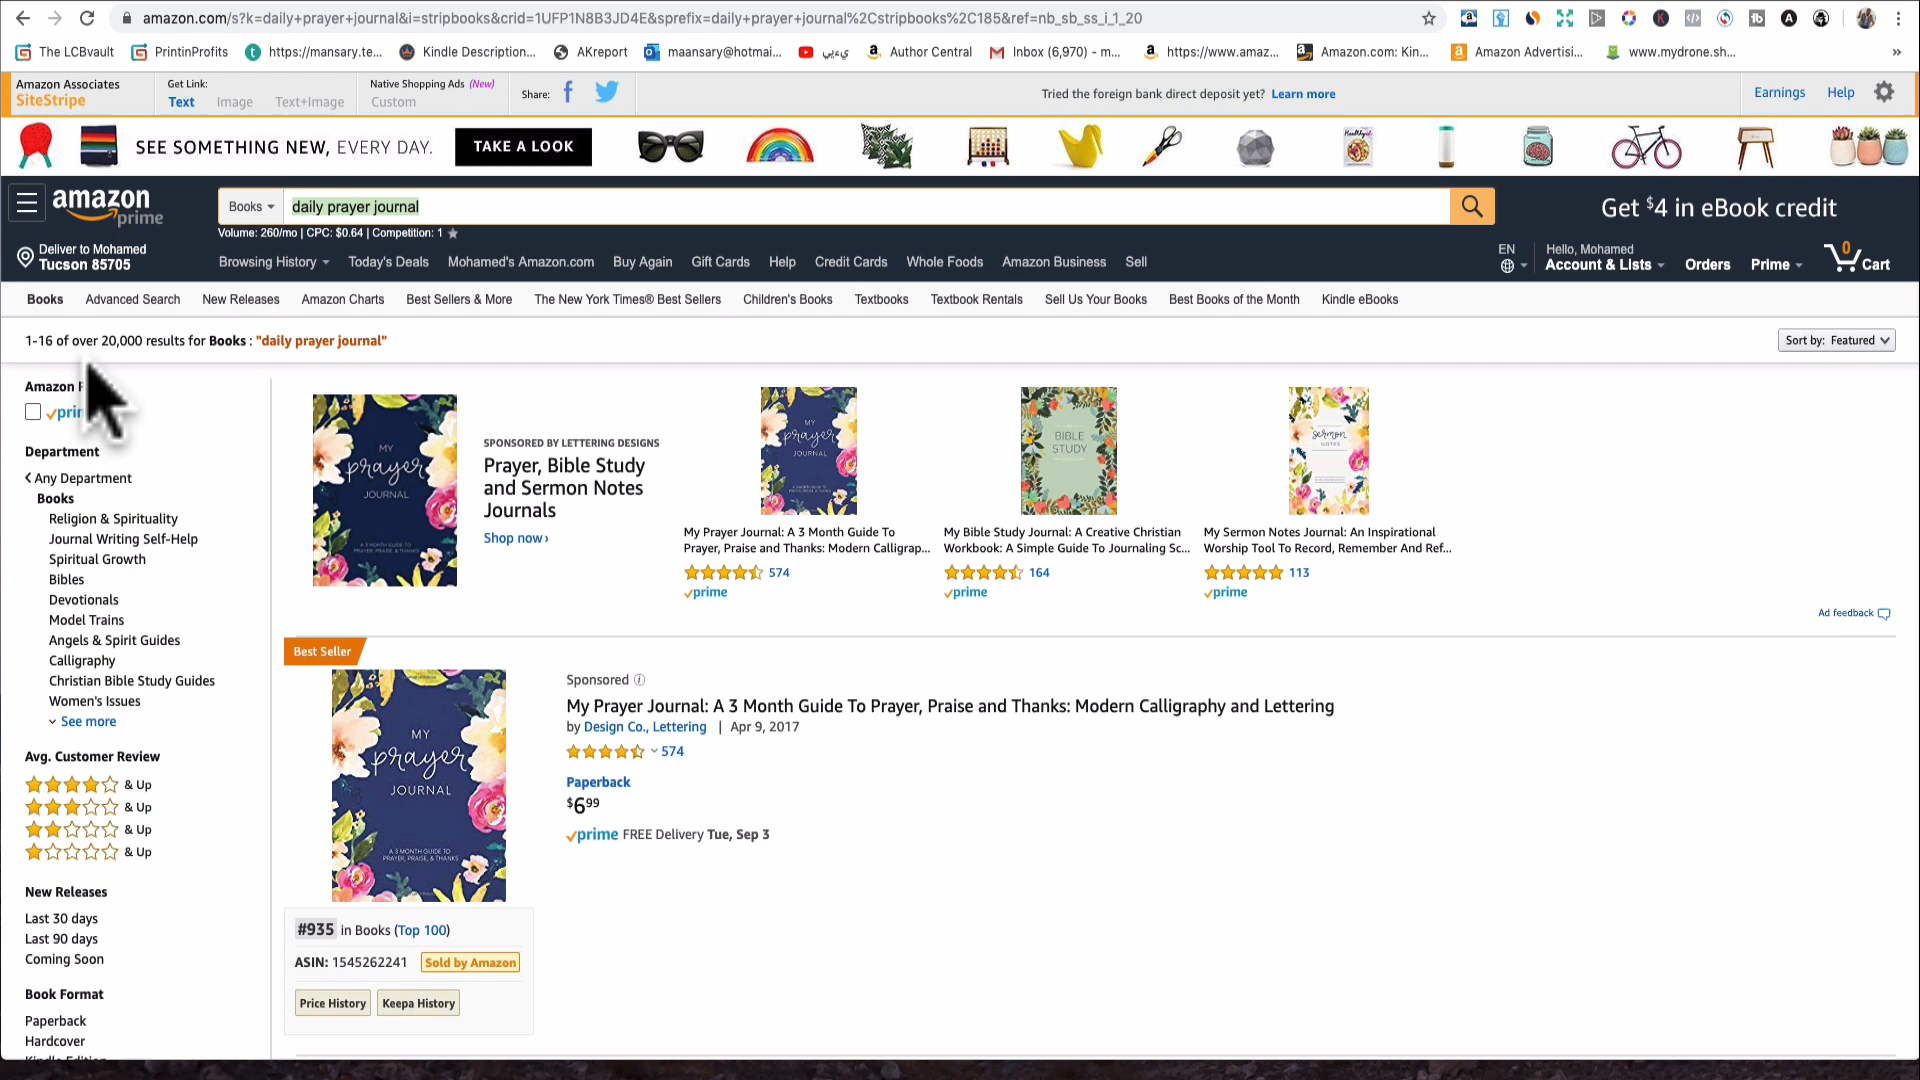 amazon.com/s?k=daily+prayer+journal&i=stripbooks&crid=1UFP1N8B3JD4E&sprefix=daily+prayer+journal%2Cstripbooks%2C185&ref=nb_sb_ss_i_1_20
The LCBvault
PrintinProfits
https://mansary.te...
Kindle Description...
AKreport
maansary@hotmai...
Author Central
Inbox (6,970) - m...
https://www.amaz...
Amazon.com: Kin...
Amazon Advertisi...
www.mydrone.sh...
»
Amazon Associates
SiteStripe
Get Link:
Text Image Text+Image
Native Shopping Ads (New)
Custom
Share:
Tried the foreign bank direct deposit yet? Learn more
Earnings Help
SEE SOMETHING NEW, EVERY DAY.
TAKE A LOOK
amazon
prime
Books
daily prayer journal
Get $4 in eBook credit
Volume: 260/mo | CPC: $0.64 | Competition: 1
Deliver to Mohamed
Tucson 85705
Browsing History Today's Deals Mohamed's Amazon.com Buy Again Gift Cards Help Credit Cards Whole Foods Amazon Business Sell
EN
Hello, Mohamed
Account & Lists
Orders
Prime
0
Cart
Books Advanced Search New Releases Amazon Charts Best Sellers & More The New York Times® Best Sellers Children's Books Textbooks Textbook Rentals Sell Us Your Books Best Books of the Month Kindle eBooks
1-16 of over 20,000 results for Books : "daily prayer journal"
Sort by: Featured
Amazon
Department
Any Department
Books
Religion & Spirituality
Journal Writing Self-Help
Spiritual Growth
Bibles
Devotionals
Model Trains
Angels & Spirit Guides
Calligraphy
Christian Bible Study Guides
Women's Issues
See more
Avg. Customer Review
& Up
& Up
& Up
& Up
New Releases
Last 30 days
Last 90 days
Coming Soon
Book Format
Paperback
Hardcover
Kindle Edition
MY
prayer
JOURNAL
A 3 MONTH GUIDE TO
PRAYER, PRAISE, & THANKS
SPONSORED BY LETTERING DESIGNS
Prayer, Bible Study
and Sermon Notes
Journals
Shop now›
MY
prayer
JOURNAL
My Prayer Journal: A 3 Month Guide To
Prayer, Praise and Thanks: Modern Calligrap...
574
prime
BIBLE
STUDY
My Bible Study Journal: A Creative Christian
Workbook: A Simple Guide To Journaling Sc...
164
prime
sermon
NOTES
My Sermon Notes Journal: An Inspirational
Worship Tool To Record, Remember And Ref...
113
prime
Ad feedback
Best Seller
MY
prayer
JOURNAL
A 3 MONTH GUIDE TO
PRAYER, PRAISE, & THANKS
Sponsored
My Prayer Journal: A 3 Month Guide To Prayer, Praise and Thanks: Modern Calligraphy and Lettering
by Design Co., Lettering | Apr 9, 2017
574
Paperback
$6.99
prime FREE Delivery Tue, Sep 3
#935 in Books (Top 100)
ASIN: 1545262241 Sold by Amazon
Price History Keepa History